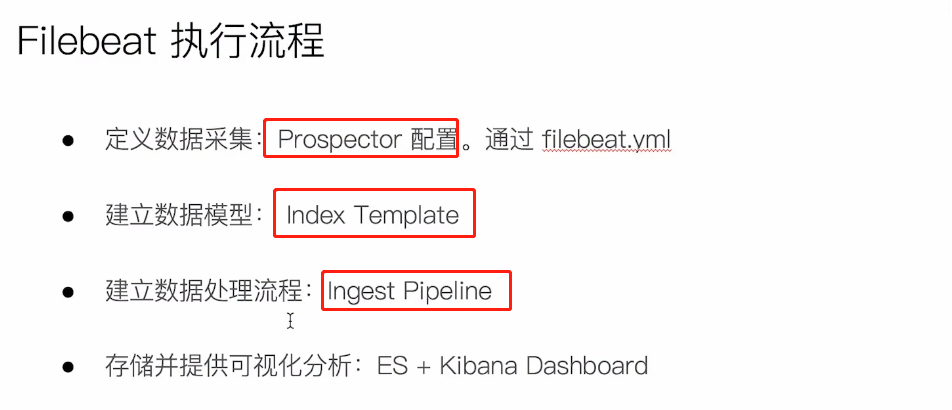 Filebeat 执行流程
● 定义数据采集：Prospector 配置。通过 filebeat.yml
● 建立数据模型：Index Template
● 建立数据处理流程：Ingest Pipeline
● 存储并提供可视化分析：ES + Kibana Dashboard